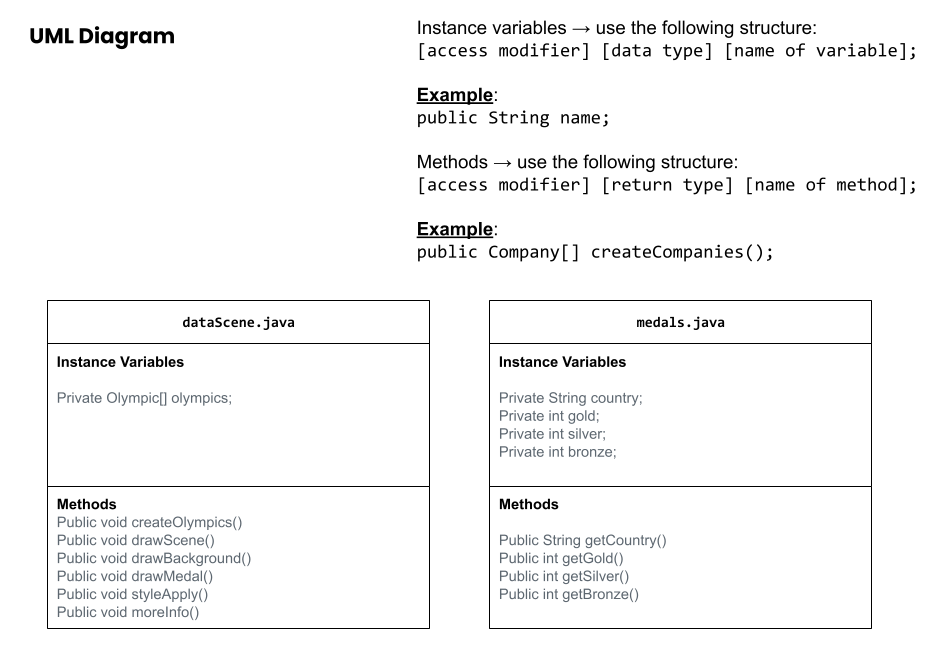 UML Diagram
Instance variables → use the following structure:
[access modifier] [data type] [name of variable];
Example:
public String name;
Methods → use the following structure:
[access modifier] [return type] [name of method];
Example:
public Company[] createCompanies();
dataScene.java
Instance Variables
Private Olympic[] olympics;
Methods
Public void createOlympics()
Public void drawScene()
Public void drawBackground()
Public void drawMedal()
Public void styleApply()
Public void moreInfo()
medals.java
Instance Variables
Private String country;
Private int gold;
Private int silver;
Private int bronze;
Methods
Public String getCountry()
Public int getGold()
Public int getSilver()
Public int getBronze()